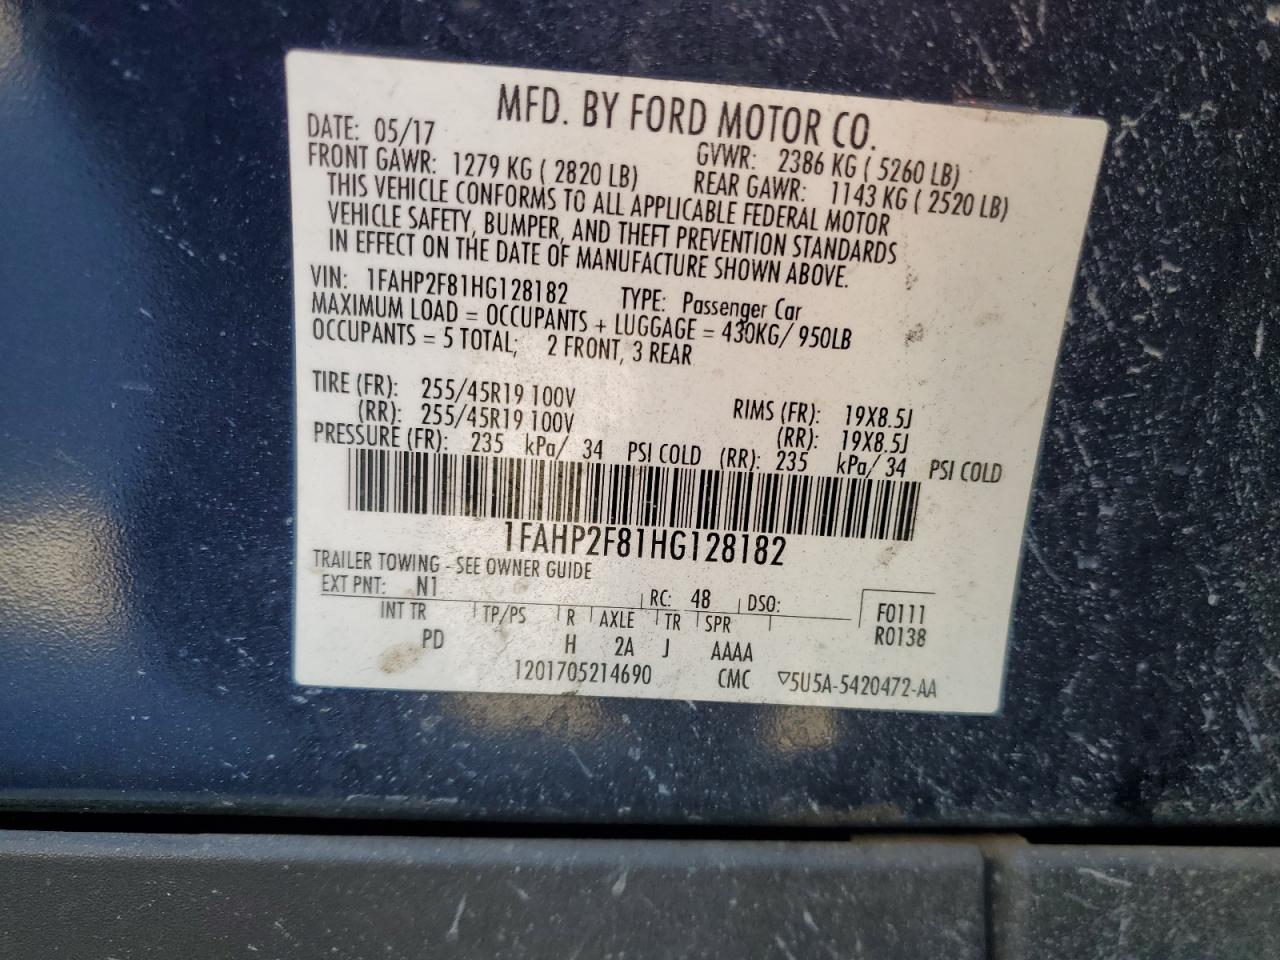 MFD. BY FORD MOTOR CO.
DATE: 05/17 GVWR: 2386 KG ( 5260 LB)
FRONT GAWR: 1279 KG ( 2820 LB) REAR GAWR: 1143 KG ( 2520 LB)
THIS VEHICLE CONFORMS TO ALL APPLICABLE FEDERAL MOTOR
VEHICLE SAFETY, BUMPER, AND THEFT PREVENTION STANDARDS
IN EFFECT ON THE DATE OF MANUFACTURE SHOWN ABOVE.
VIN: 1FAHP2F81HG128182 TYPE: Passenger Car
MAXIMUM LOAD = OCCUPANTS + LUGGAGE = 430KG/ 950LB
OCCUPANTS = 5 TOTAL; 2 FRONT, 3 REAR
TIRE (FR): 255/45R19 100V RIMS (FR): 19X8.5J
(RR): 255/45R19 100V (RR): 19X8.5J
PRESSURE (FR): 235 kPa/ 34 PSI COLD (RR): 235 kPa/ 34 PSI COLD
1FAHP2F81HG128182
TRAILER TOWING - SEE OWNER GUIDE
EXT PNT: N1 RC: 48 DSO: F0111
INT TR TP/PS R AXLE TR SPR R0138
PD H 2A J AAAA
1201705214690 CMC ▽5U5A-5420472-AA